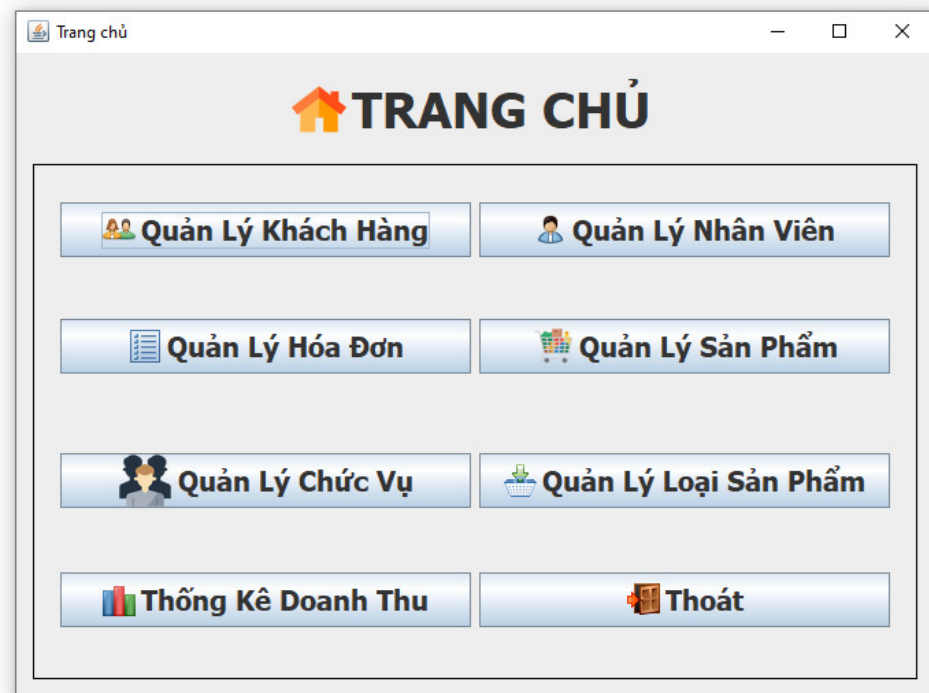 Trang chủ
TRANG CHỦ
Quản Lý Khách Hàng
Quản Lý Nhân Viên
Quản Lý Hóa Đơn
Quản Lý Sản Phẩm
Quản Lý Chức Vụ
Quản Lý Loại Sản Phẩm
Thống Kê Doanh Thu
Thoát